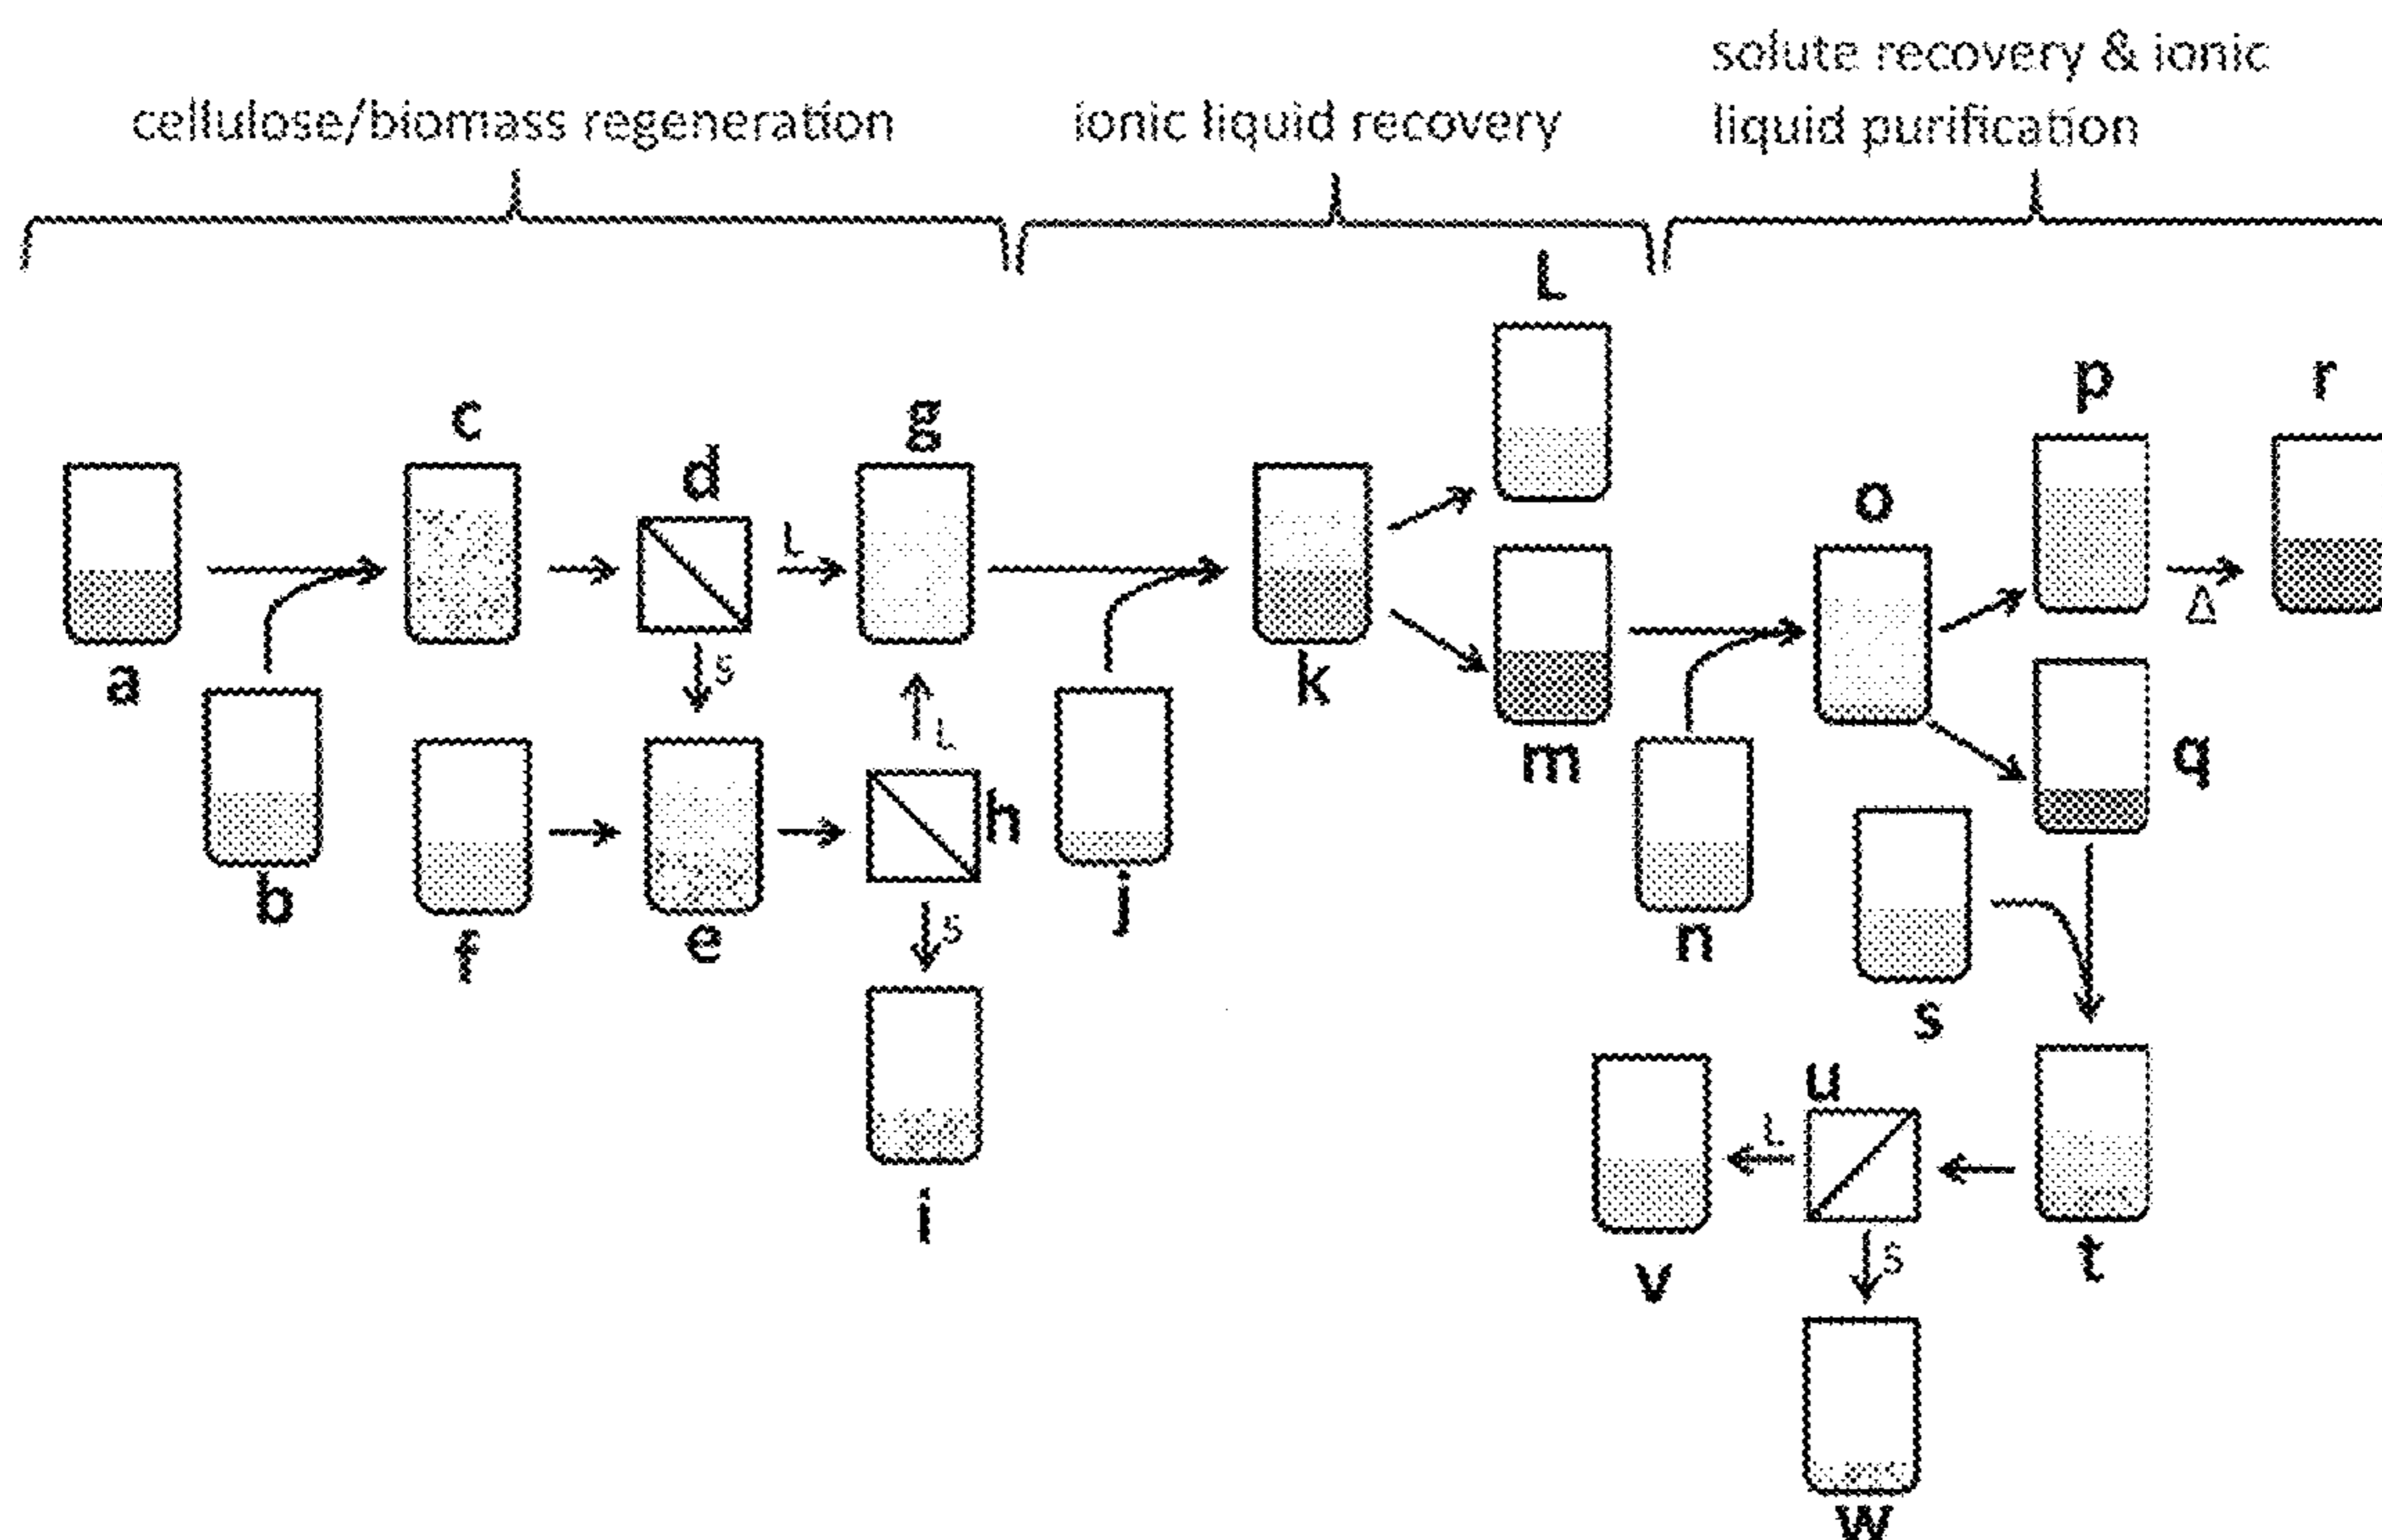 cellulose/biomass regeneration
ionic liquid recovery
solute recovery & ionic
liquid purification
L
p
r
c
g
d
o
L
Δ
a
k
S
m
q
L
h
b
j
f
e
n
S
s
u
i
L
v
S
t
w